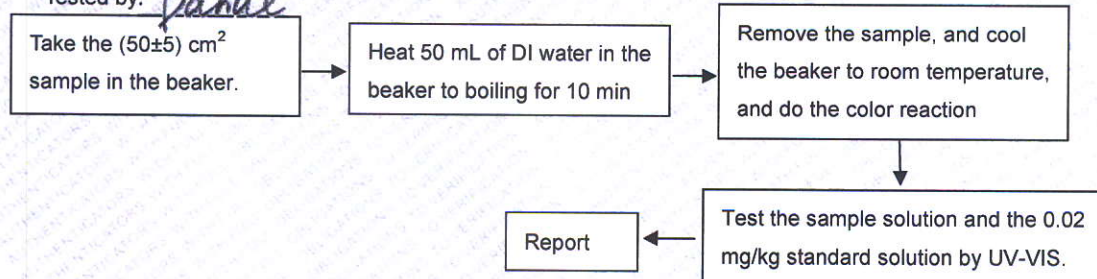 Tested by:
Take the (50±5) cm²
sample in the beaker.
Heat 50 mL of DI water in the
beaker to boiling for 10 min
Remove the sample, and cool
the beaker to room temperature,
and do the color reaction
Test the sample solution and the 0.02
mg/kg standard solution by UV-VIS.
Report